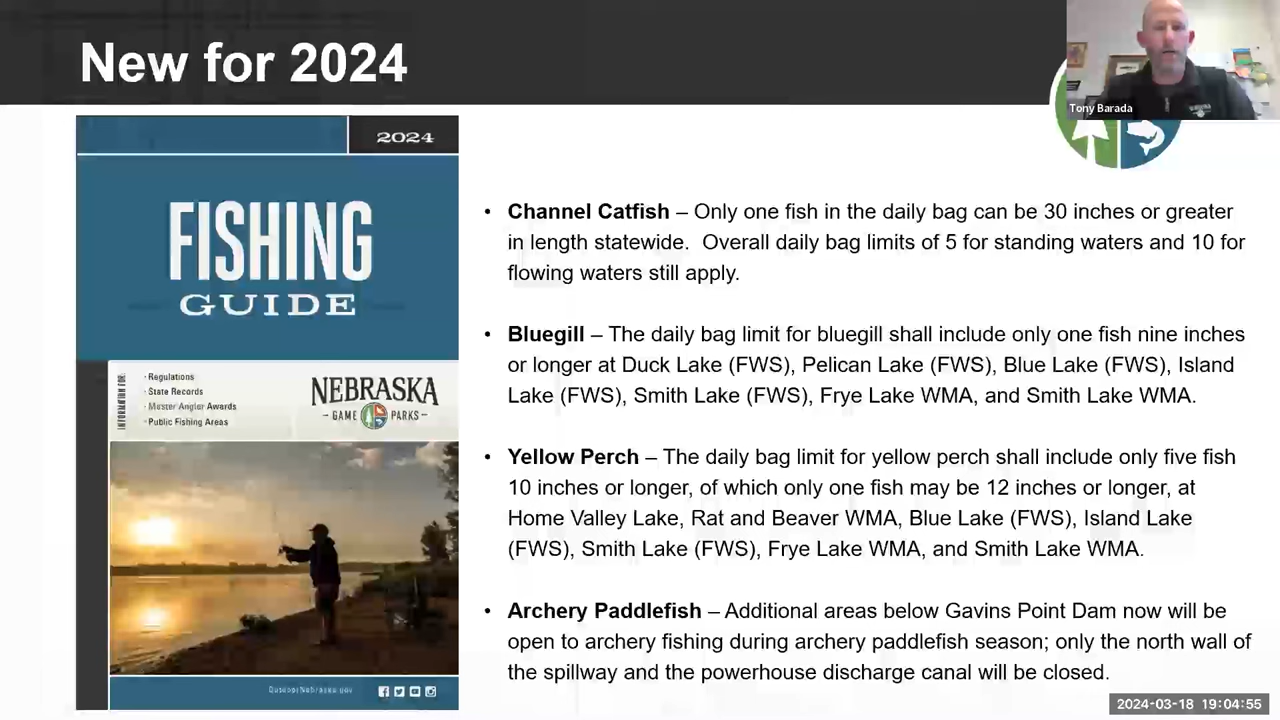 New for 2024
Tony Barada
2024
FISHING
GUIDE
INFORMATION FOR:
· Regulations
· State Records
· Master Angler Awards
· Public Fishing Areas
NEBRASKA
GAME PARKS
OutdoorNebraska.gov
• Channel Catfish – Only one fish in the daily bag can be 30 inches or greater
in length statewide. Overall daily bag limits of 5 for standing waters and 10 for
flowing waters still apply.
• Bluegill – The daily bag limit for bluegill shall include only one fish nine inches
or longer at Duck Lake (FWS), Pelican Lake (FWS), Blue Lake (FWS), Island
Lake (FWS), Smith Lake (FWS), Frye Lake WMA, and Smith Lake WMA.
• Yellow Perch – The daily bag limit for yellow perch shall include only five fish
10 inches or longer, of which only one fish may be 12 inches or longer, at
Home Valley Lake, Rat and Beaver WMA, Blue Lake (FWS), Island Lake
(FWS), Smith Lake (FWS), Frye Lake WMA, and Smith Lake WMA.
• Archery Paddlefish – Additional areas below Gavins Point Dam now will be
open to archery fishing during archery paddlefish season; only the north wall of
the spillway and the powerhouse discharge canal will be closed.
2024-03-18 19:04:55